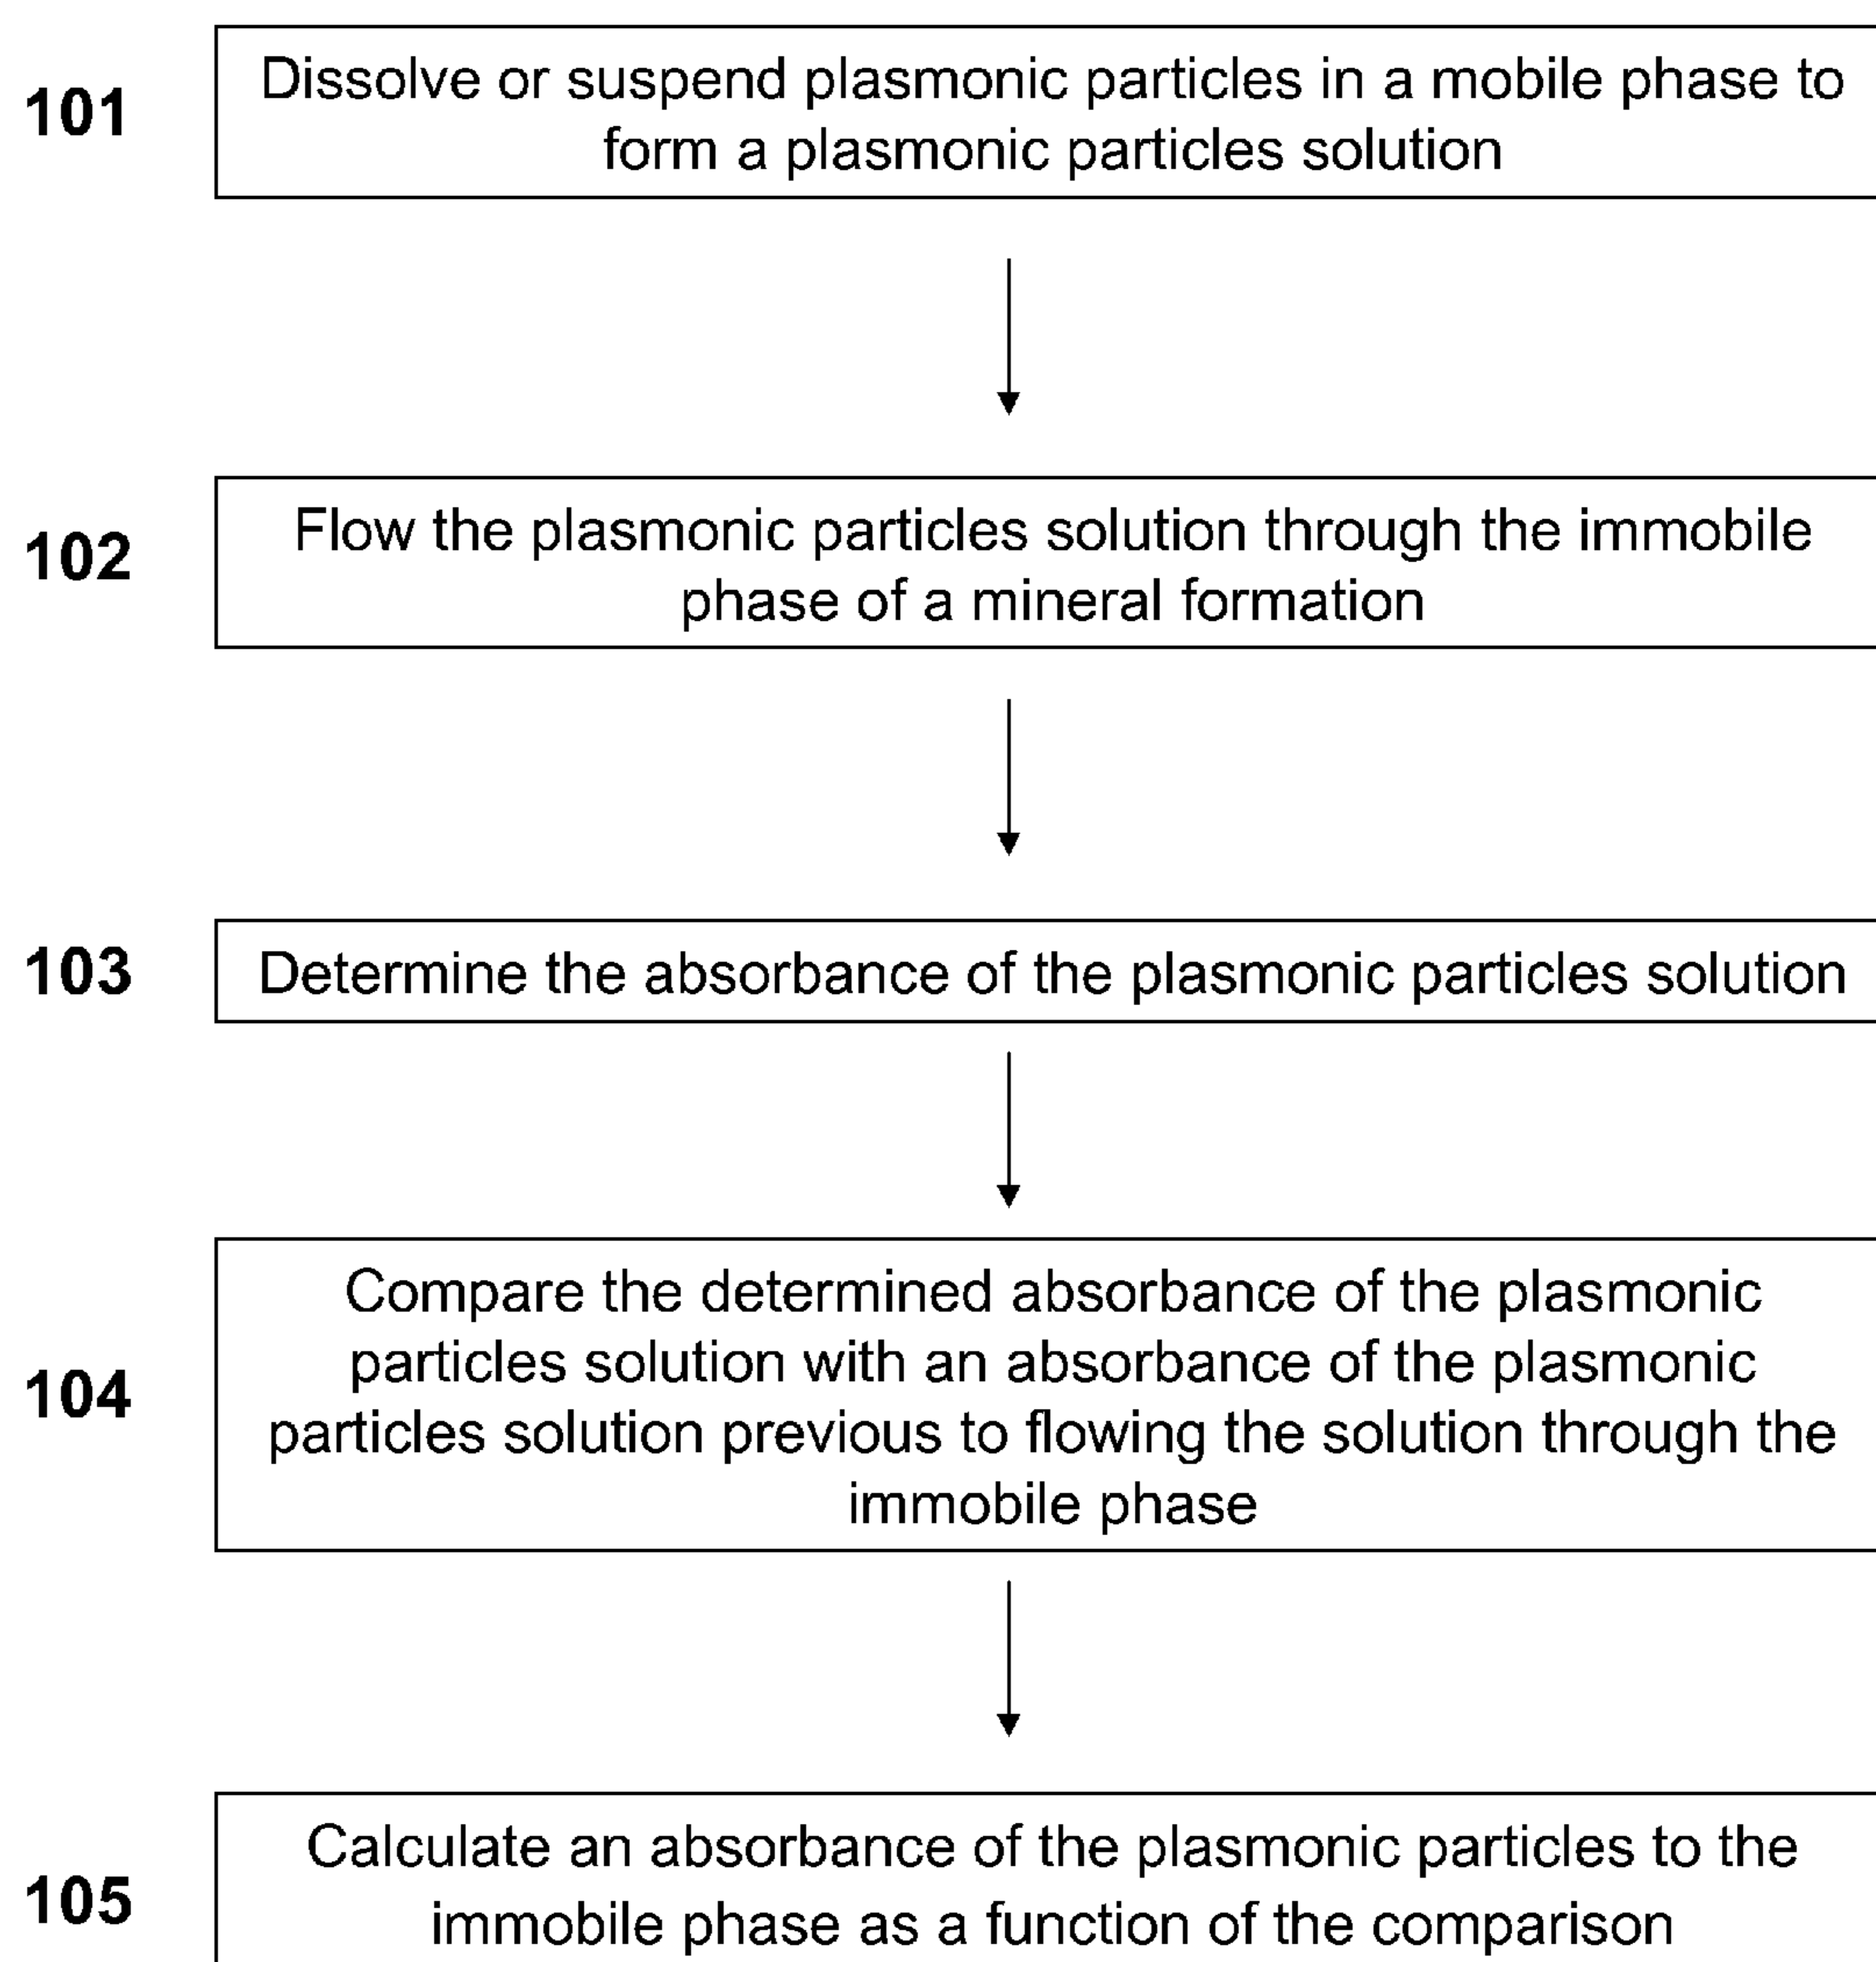 101
Dissolve or suspend plasmonic particles in a mobile phase to
form a plasmonic particles solution
102
Flow the plasmonic particles solution through the immobile
phase of a mineral formation
103
Determine the absorbance of the plasmonic particles solution
104
Compare the determined absorbance of the plasmonic
particles solution with an absorbance of the plasmonic
particles solution previous to flowing the solution through the
immobile phase
105
Calculate an absorbance of the plasmonic particles to the
immobile phase as a function of the comparison